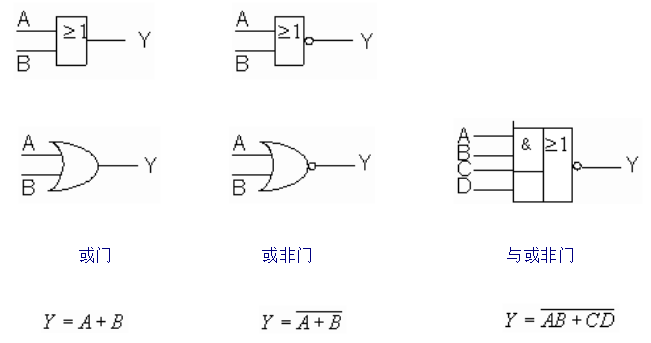 A
B
≥1
Y
A
B
≥1
Y
A
B
Y
A
B
Y
A
B
C
D
&
≥1
Y
或门
或非门
与或非门
Y = A + B
Y = \overline{A + B}
Y = \overline{AB + CD}